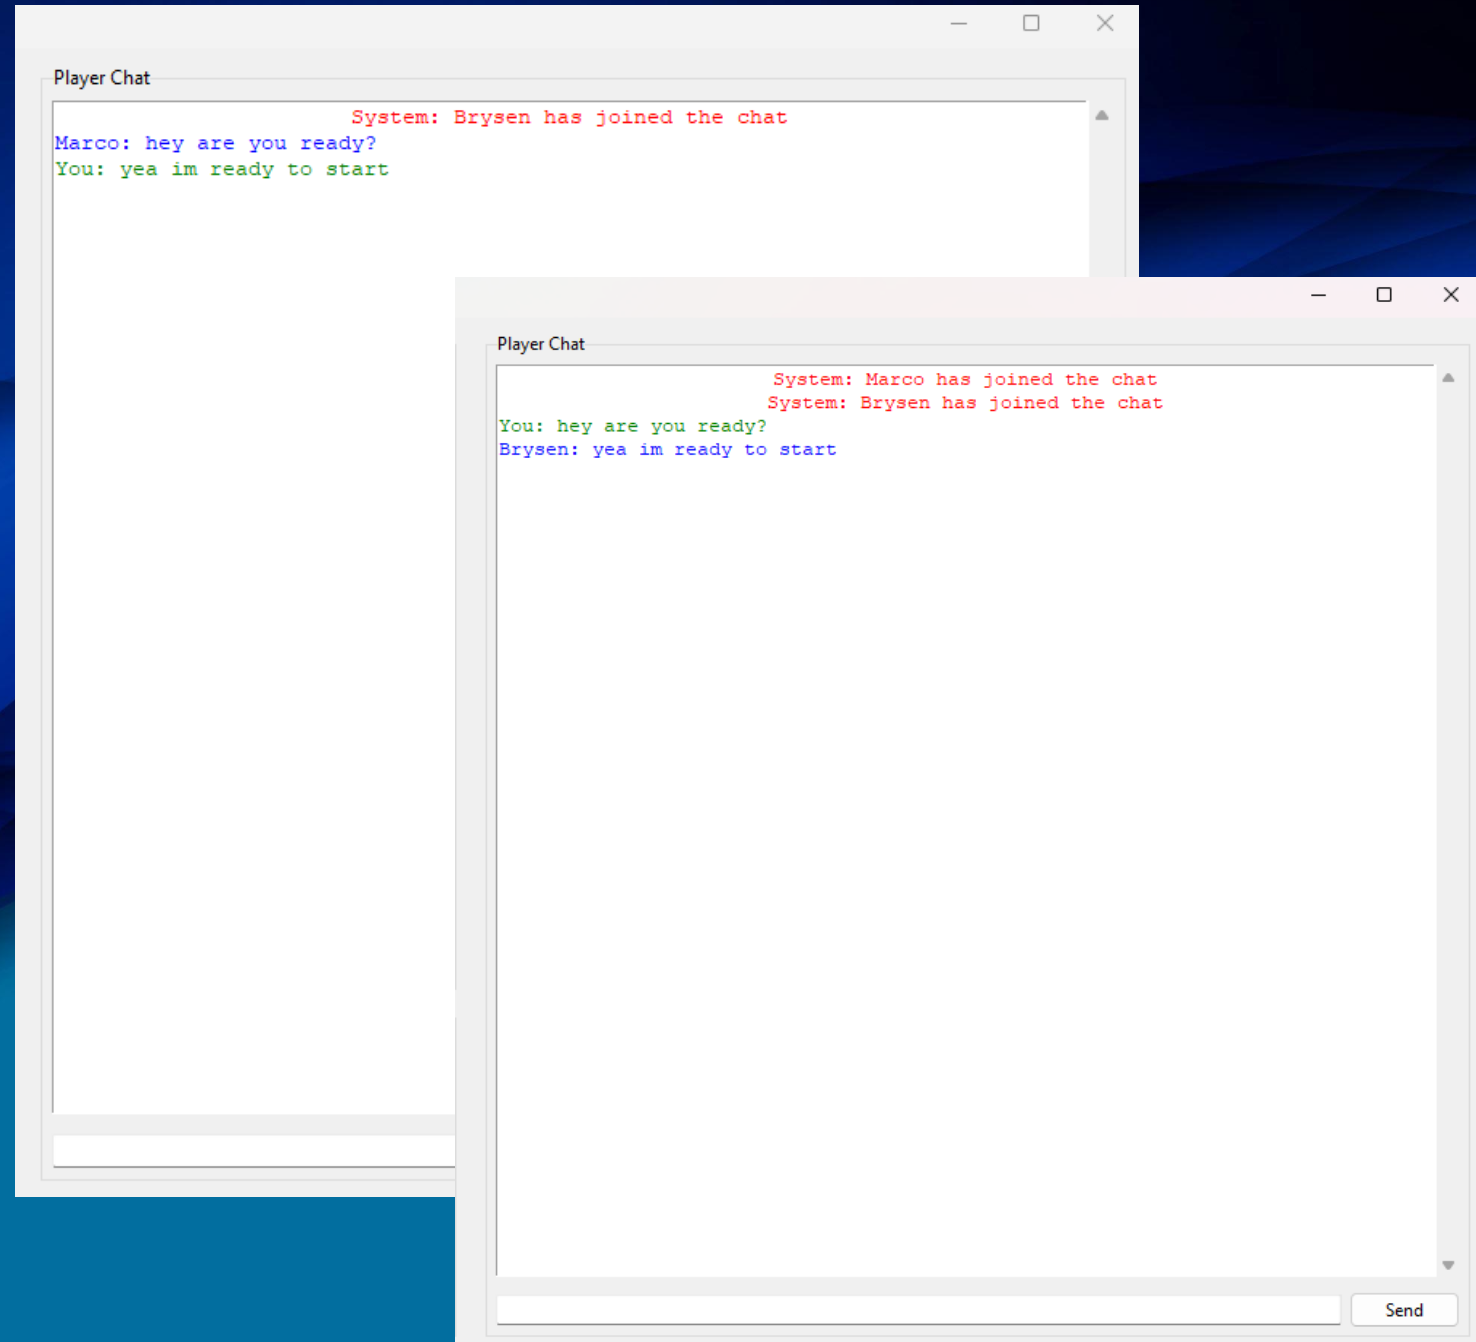 Player Chat
System: Brysen has joined the chat
Marco: hey are you ready?
You: yea im ready to start
Player Chat
System: Marco has joined the chat
System: Brysen has joined the chat
You: hey are you ready?
Brysen: yea im ready to start
Send